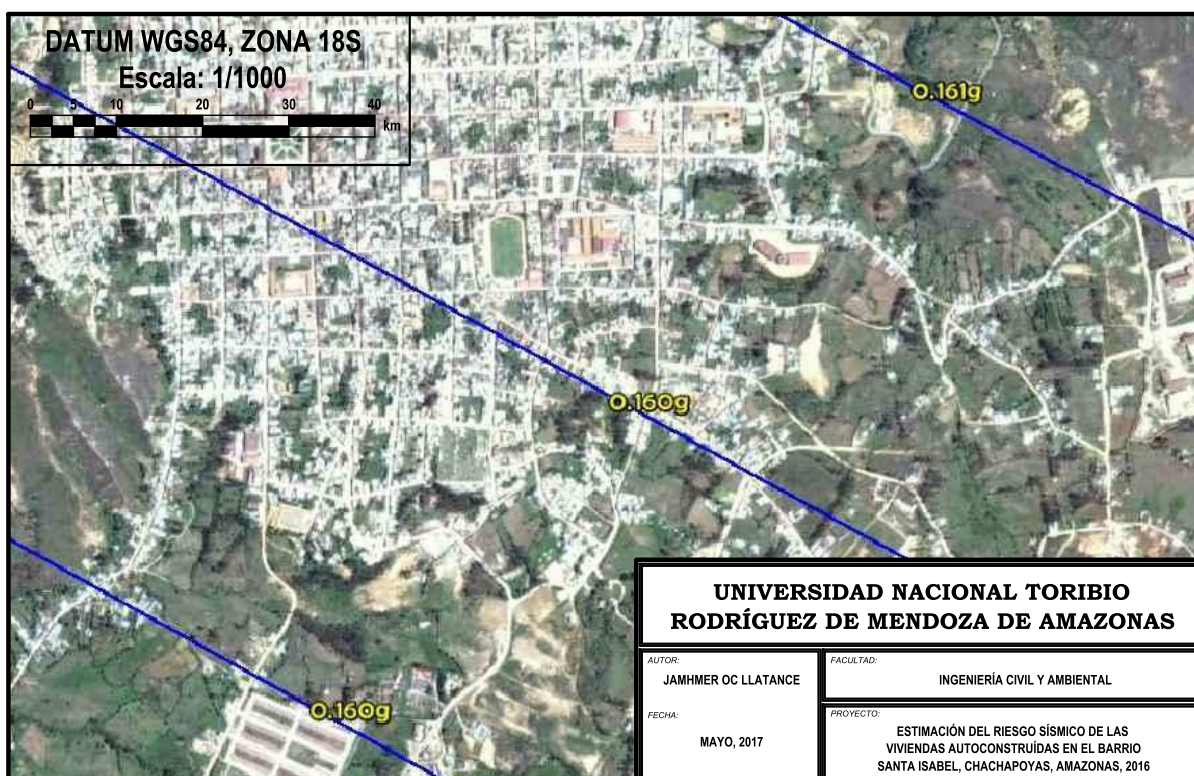 DATUM WGS84, ZONA 18S
Escala: 1/1000
0 5 10 20 30 40
km
0.161g
0.160g
0.160g
UNIVERSIDAD NACIONAL TORIBIO
RODRÍGUEZ DE MENDOZA DE AMAZONAS
AUTOR:
JAMHMER OC LLATANCE
FACULTAD:
INGENIERÍA CIVIL Y AMBIENTAL
FECHA:
MAYO, 2017
PROYECTO:
ESTIMACIÓN DEL RIESGO SÍSMICO DE LAS
VIVIENDAS AUTOCONSTRUÍDAS EN EL BARRIO
SANTA ISABEL, CHACHAPOYAS, AMAZONAS, 2016